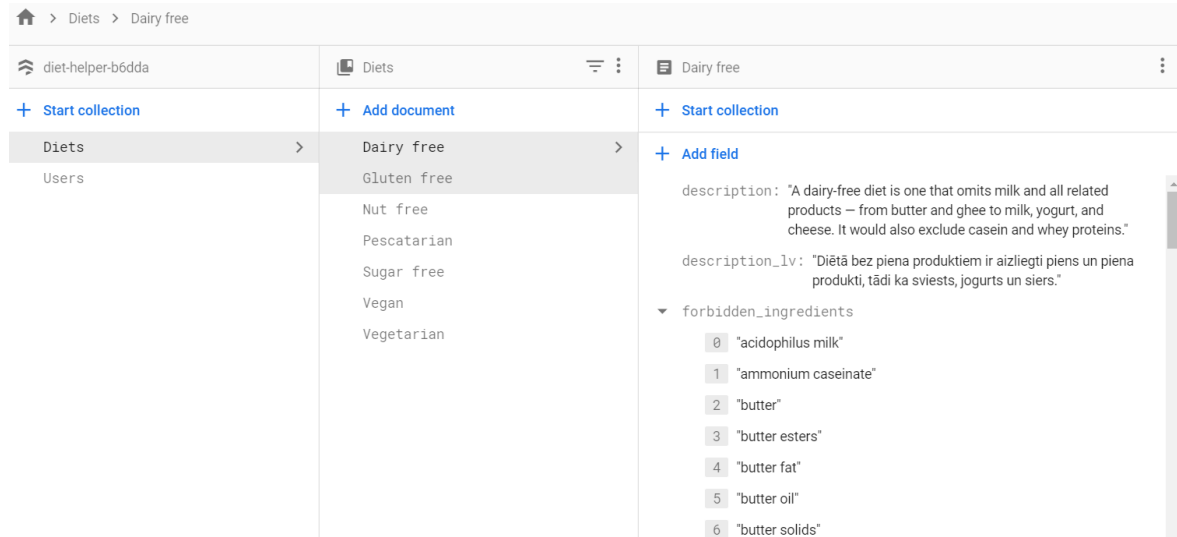 Diets > Dairy free
diet-helper-b6dda
Start collection
Diets
Users
Diets
Add document
Dairy free
Gluten free
Nut free
Pescatarian
Sugar free
Vegan
Vegetarian
Dairy free
Start collection
Add field
description: "A dairy-free diet is one that omits milk and all related
products — from butter and ghee to milk, yogurt, and
cheese. It would also exclude casein and whey proteins."
description_lv: "Diētā bez piena produktiem ir aizliegti piens un piena
produkti, tādi ka sviests, jogurts un siers."
forbidden_ingredients
0 "acidophilus milk"
1 "ammonium caseinate"
2 "butter"
3 "butter esters"
4 "butter fat"
5 "butter oil"
6 "butter solids"